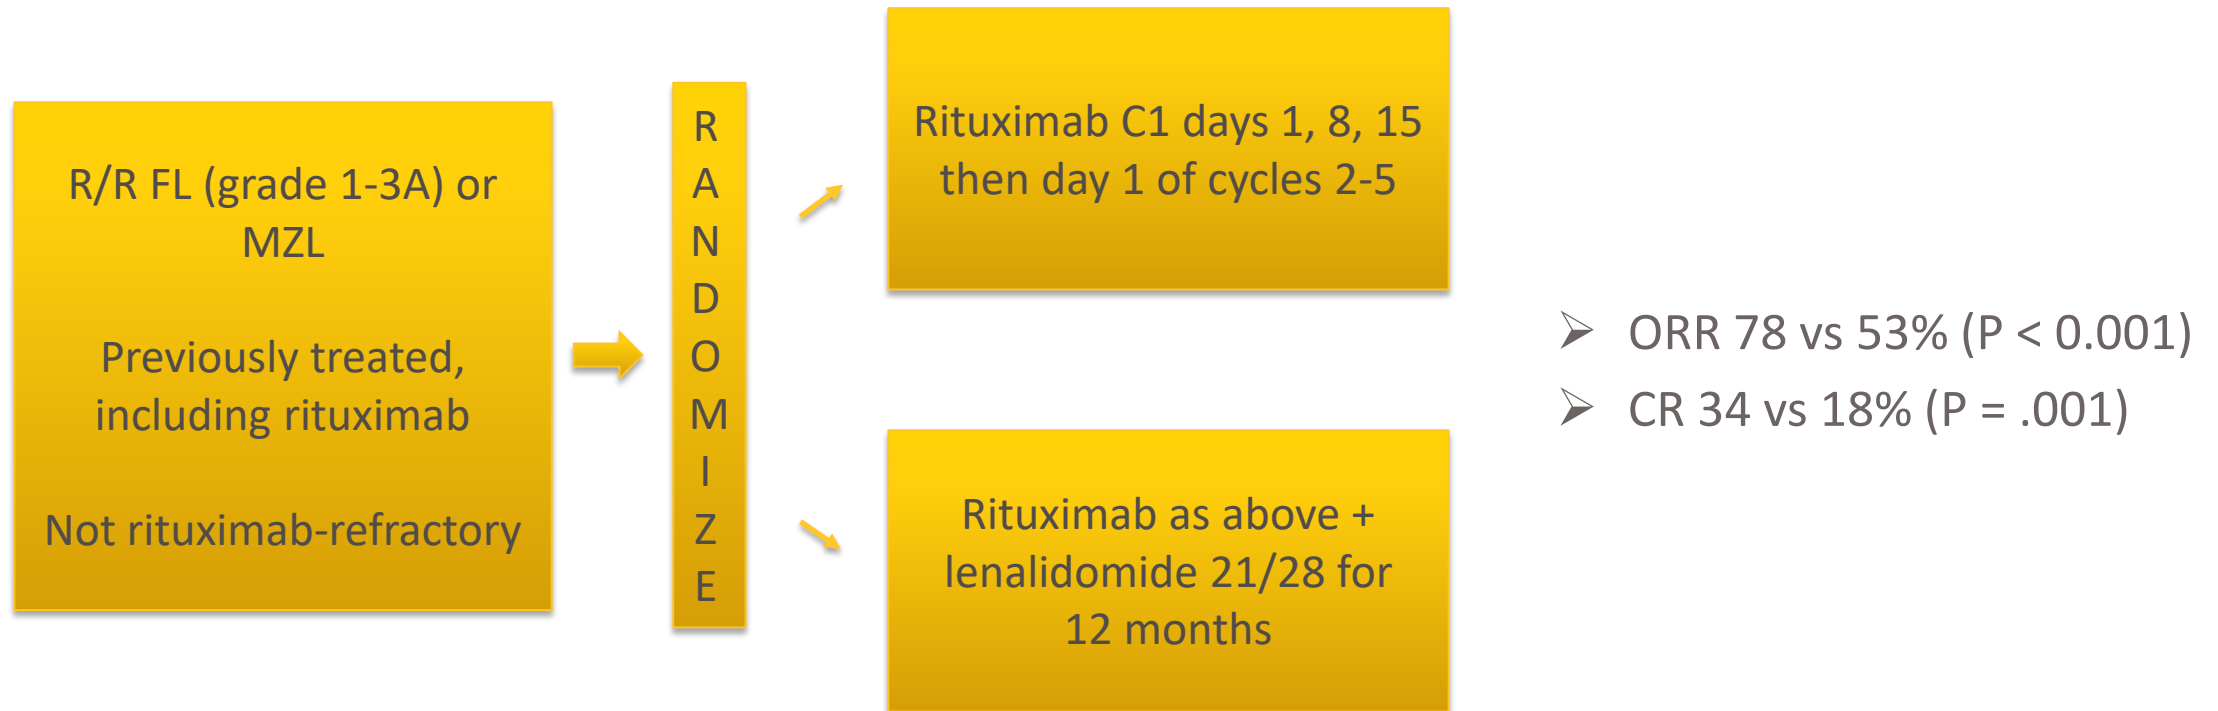 R/R FL (grade 1-3A) or
MZL
Previously treated,
including rituximab
Not rituximab-refractory
R
A
N
D
O
M
I
Z
E
Rituximab C1 days 1, 8, 15
then day 1 of cycles 2-5
Rituximab as above +
lenalidomide 21/28 for
12 months
➢ ORR 78 vs 53% (P < 0.001)
➢ CR 34 vs 18% (P = .001)